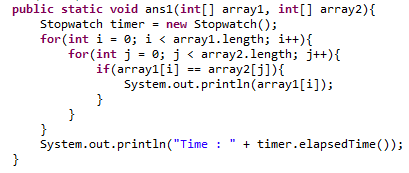 public static void ans1(int[] array1, int[] array2){
    Stopwatch timer = new Stopwatch();
    for(int i = 0; i < array1.length; i++){
        for(int j = 0; j < array2.length; j++){
            if(array1[i] == array2[j]){
                System.out.println(array1[i]);
            }
        }
    }
    System.out.println("Time : " + timer.elapsedTime());
}